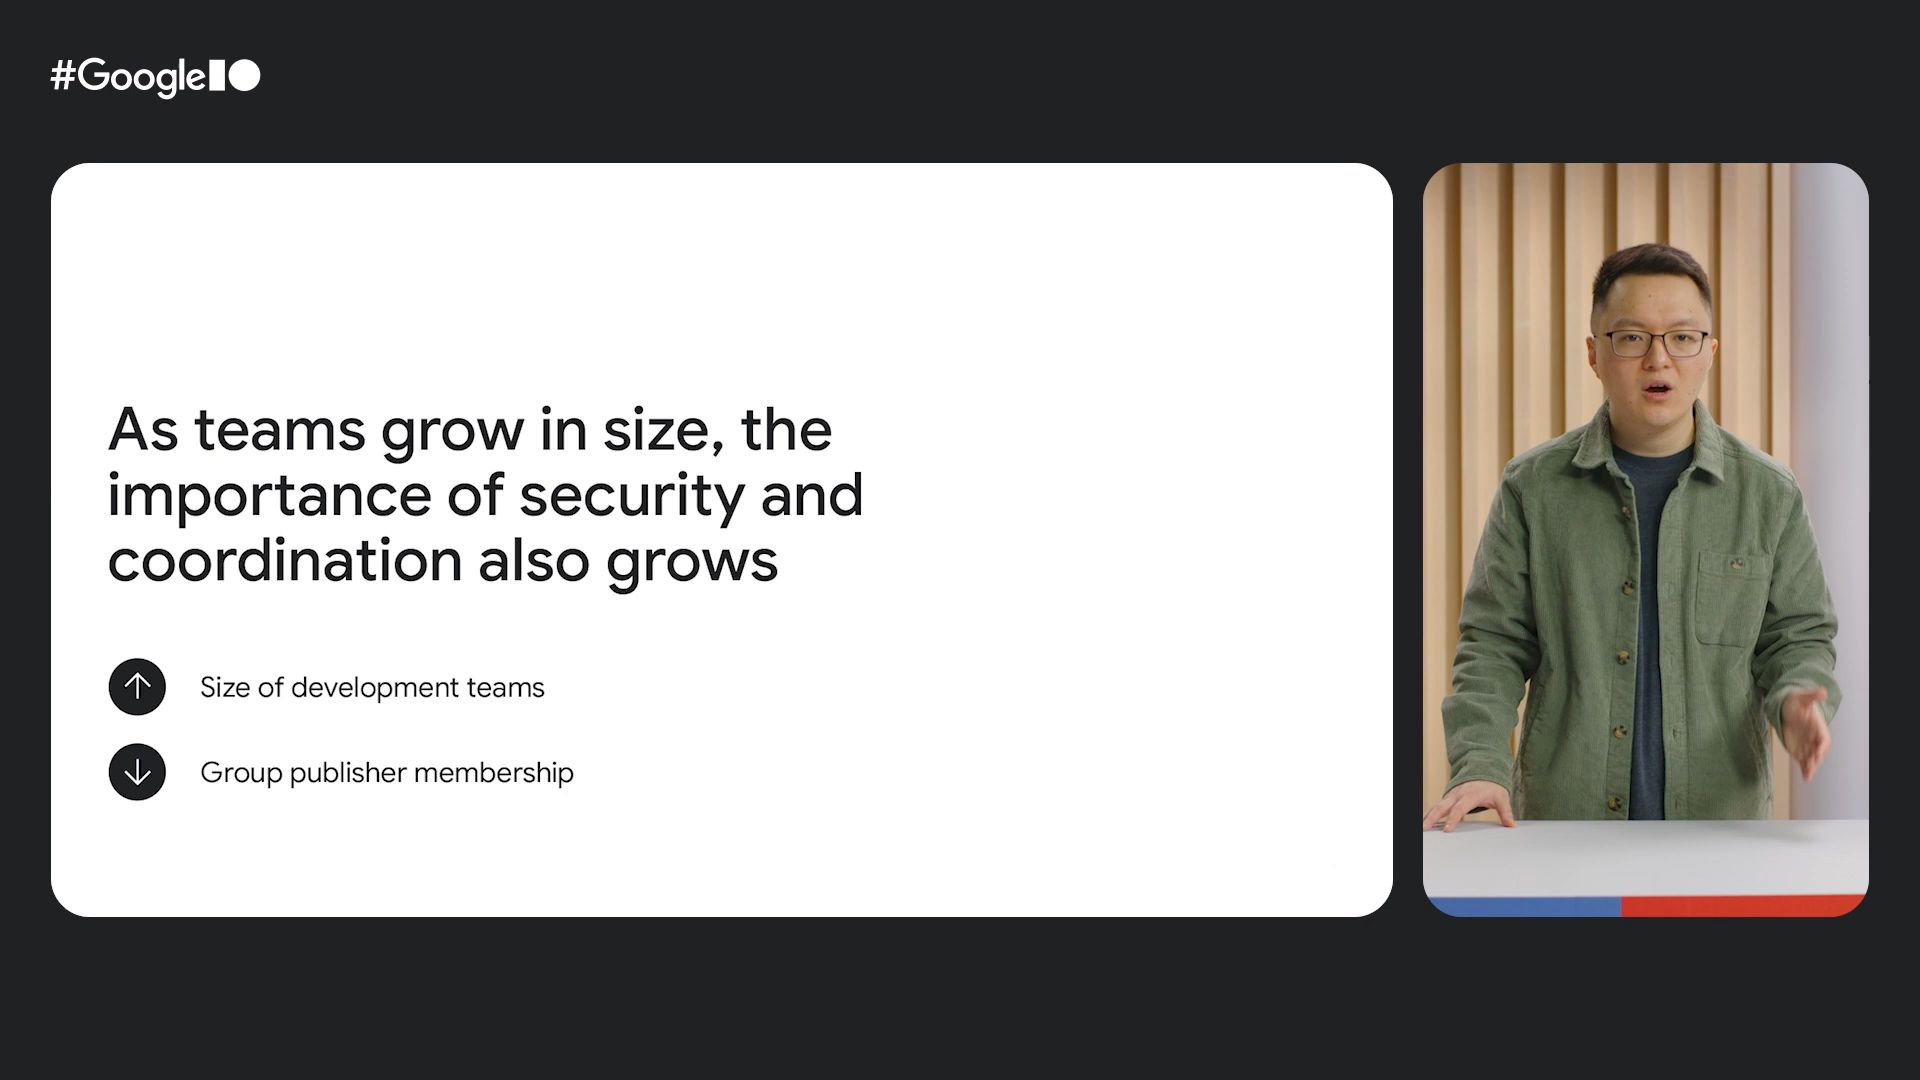 #GoogleIO
As teams grow in size, the
importance of security and
coordination also grows
Size of development teams
Group publisher membership